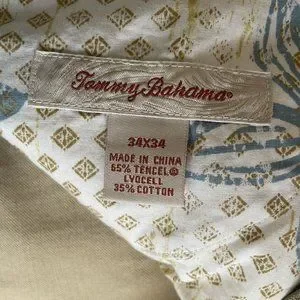 Tommy Bahama®
34X34
MADE IN CHINA
65% TENCEL®
LYOCELL
35% COTTON